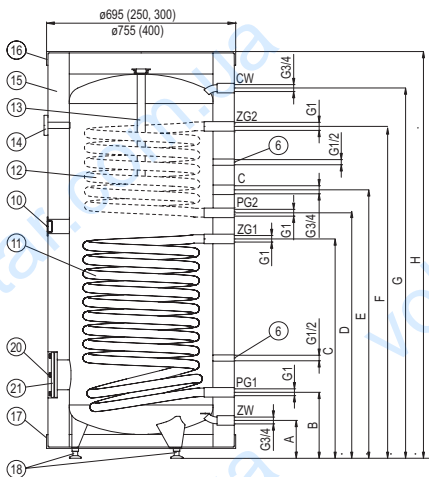 ø695 (250, 300)
ø755 (400)
16
15
13
14
12
10
11
20
21
17
18
CW
G3/4
ZG2
G1
6
G1/2
C
G3/4
PG2
G1
ZG1
G1
6
G1/2
PG1
G1
ZW
G3/4
A
B
C
D
E
F
G
H